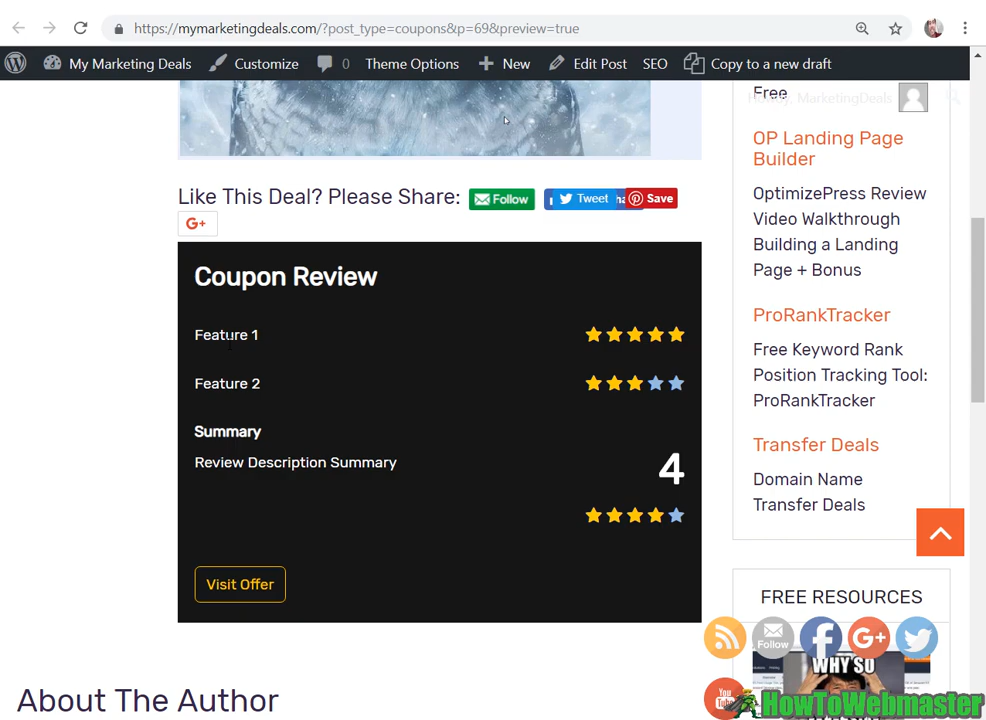 https://mymarketingdeals.com/?post_type=coupons&p=69&preview=true
My Marketing Deals Customize 0 Theme Options New Edit Post SEO Copy to a new draft
Howdy, MarketingDeals
Like This Deal? Please Share: Follow Tweet Save
G+
Coupon Review
Feature 1
Feature 2
Summary
Review Description Summary
4
Visit Offer
About The Author
Free
OP Landing Page
Builder
OptimizePress Review
Video Walkthrough
Building a Landing
Page + Bonus
ProRankTracker
Free Keyword Rank
Position Tracking Tool:
ProRankTracker
Transfer Deals
Domain Name
Transfer Deals
FREE RESOURCES
Follow
G+
WHY SO
You
HowToWebmaster